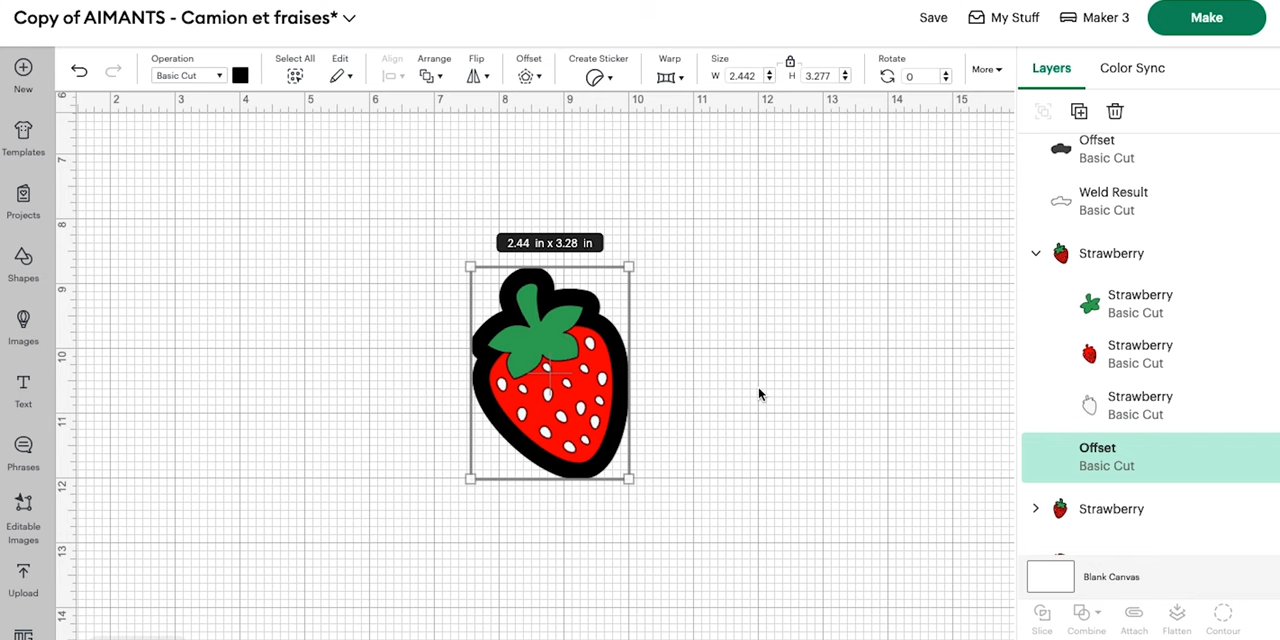 Copy of AIMANTS - Camion et fraises*
Save
My Stuff
Maker 3
Make
New
Templates
Projects
Shapes
Images
Text
Phrases
Editable
Images
Upload
Operation
Basic Cut
Select All
Edit
Align
Arrange
Flip
Offset
Create Sticker
Warp
Size
W 2.442
H 3.277
Rotate
0
More
2 3 4 5 6 7 8 9 10 11 12 13 14 15
6
7
8
9
10
11
12
13
14
2.44 in x 3.28 in
Layers
Color Sync
Offset
Basic Cut
Weld Result
Basic Cut
Strawberry
Strawberry
Basic Cut
Strawberry
Basic Cut
Strawberry
Basic Cut
Offset
Basic Cut
Strawberry
Blank Canvas
Slice
Combine
Attach
Flatten
Contour